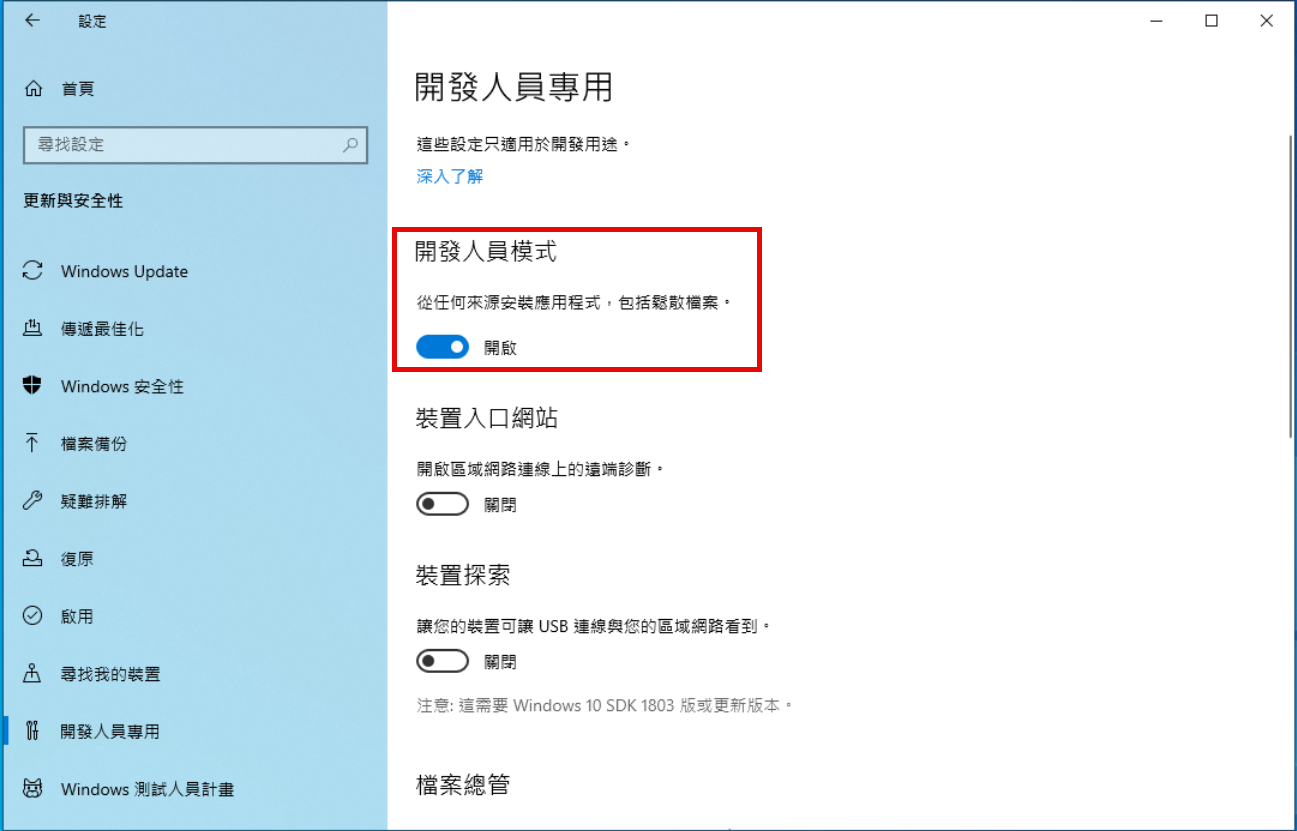 設定
首頁
尋找設定
更新與安全性
Windows Update
傳遞最佳化
Windows 安全性
檔案備份
疑難排解
復原
啟用
尋找我的裝置
開發人員專用
Windows 測試人員計畫
開發人員專用
這些設定只適用於開發用途。
深入了解
開發人員模式
從任何來源安裝應用程式，包括鬆散檔案。
開啟
裝置入口網站
開啟區域網路連線上的遠端診斷。
關閉
裝置探索
讓您的裝置可讓 USB 連線與您的區域網路看到。
關閉
注意: 這需要 Windows 10 SDK 1803 版或更新版本。
檔案總管